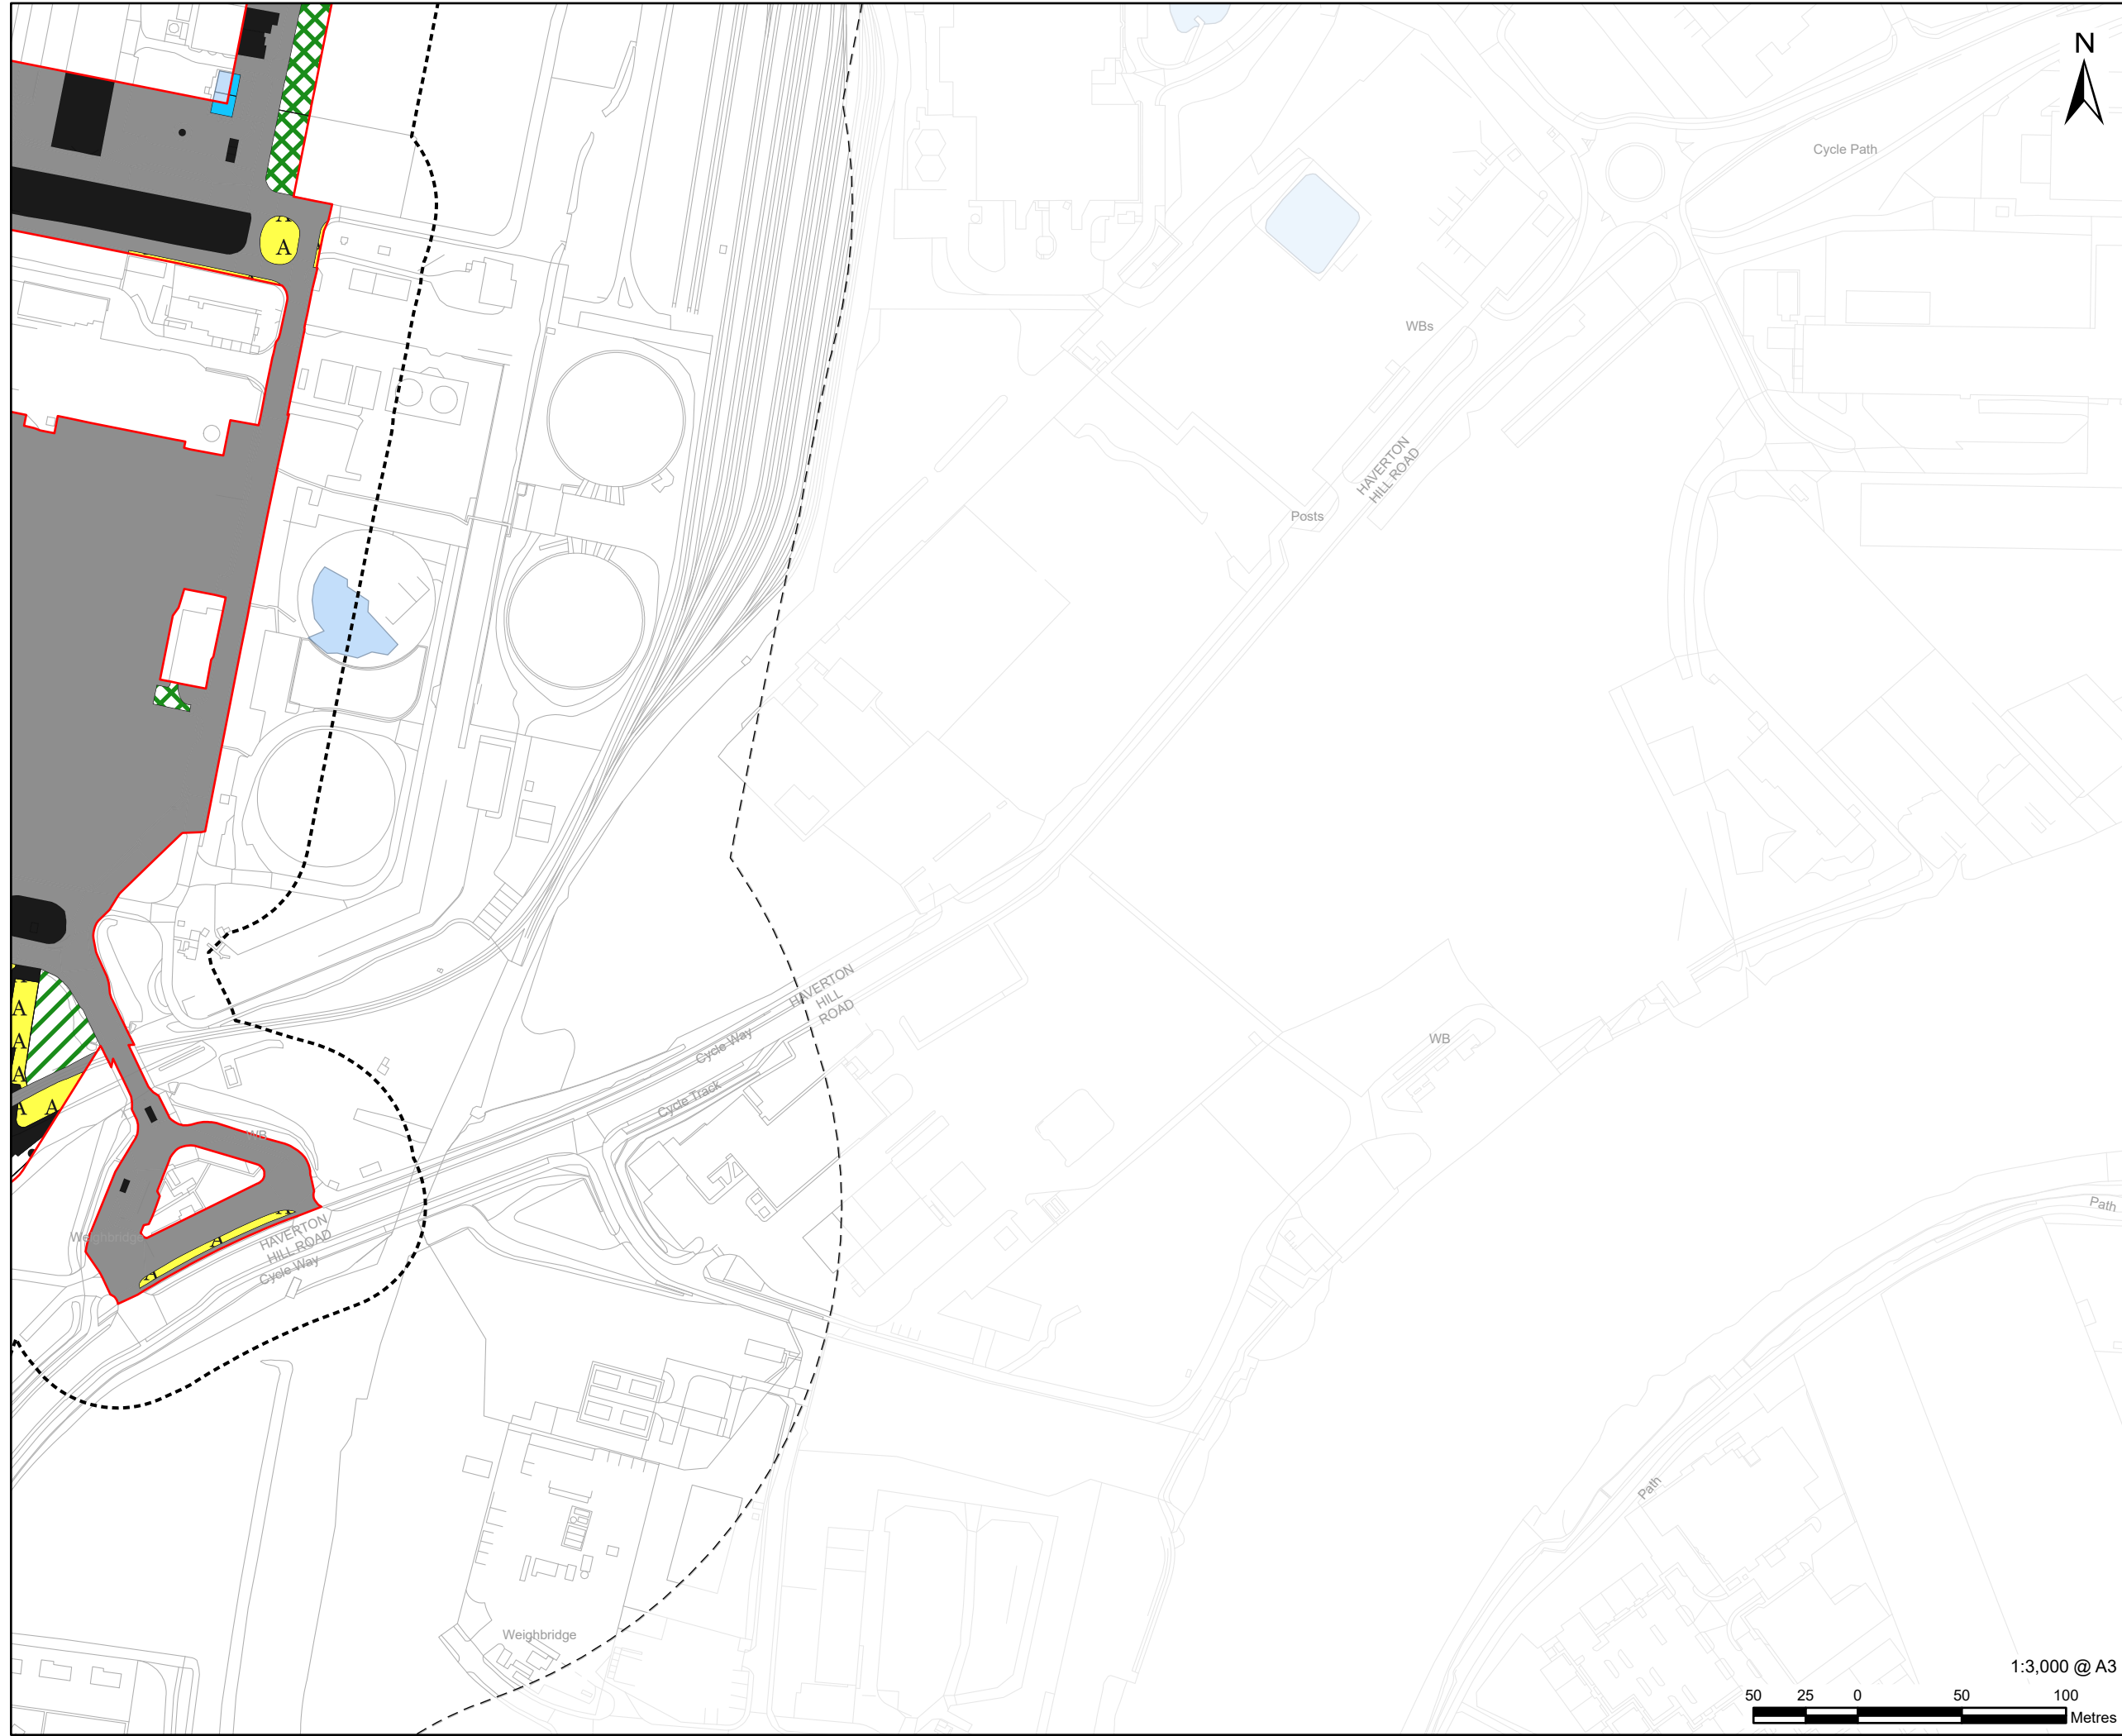 N
Cycle Path
A
A
A
A
A
WBs
HAVERTON
HILL ROAD
Posts
A
A
A
A
A
A
HAVERTON
HILL
ROAD
Cycle Way
WB
Cycle Track
WB
Path
Weighbridge
A
A
A
HAVERTON
HILL ROAD
Cycle Way
Path
Weighbridge
1:3,000 @ A3
50 25 0 50 100
Metres